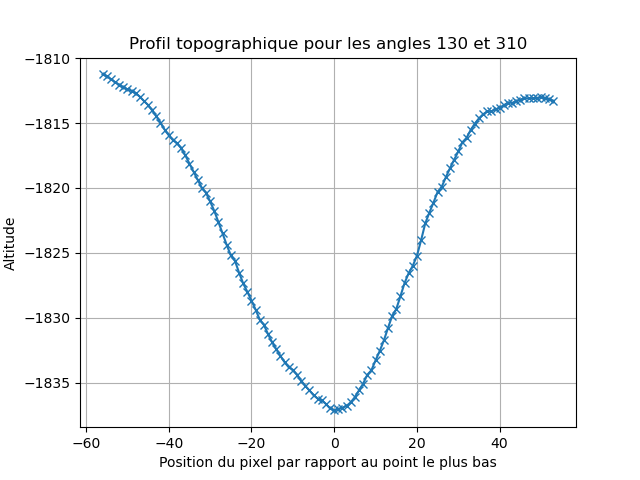 Profil topographique pour les angles 130 et 310
−1810
−1815
−1820
−1825
−1830
−1835
Altitude
−60 −40 −20 0 20 40
Position du pixel par rapport au point le plus bas